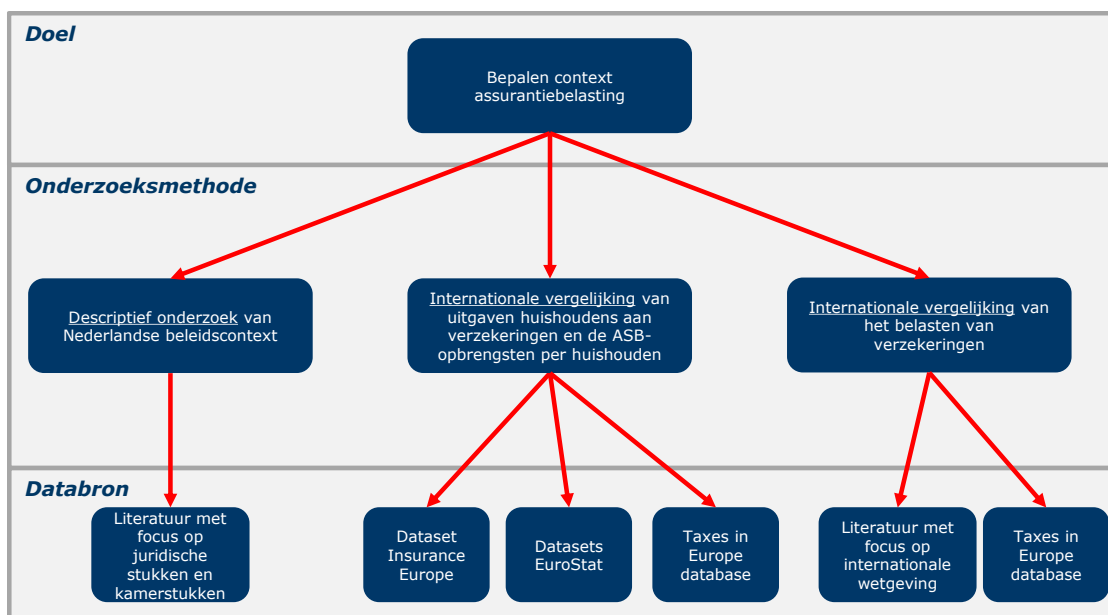 Doel
Bepalen context
assurantiebelasting
Onderzoeksmethode
Descriptief onderzoek van
Nederlandse beleidscontext
Internationale vergelijking van
uitgaven huishoudens aan
verzekeringen en de ASB-
opbrengsten per huishouden
Internationale vergelijking van
het belasten van
verzekeringen
Databron
Literatuur met
focus op
juridische
stukken en
kamerstukken
Dataset
Insurance
Europe
Datasets
EuroStat
Taxes in
Europe
database
Literatuur met
focus op
internationale
wetgeving
Taxes in
Europe
database